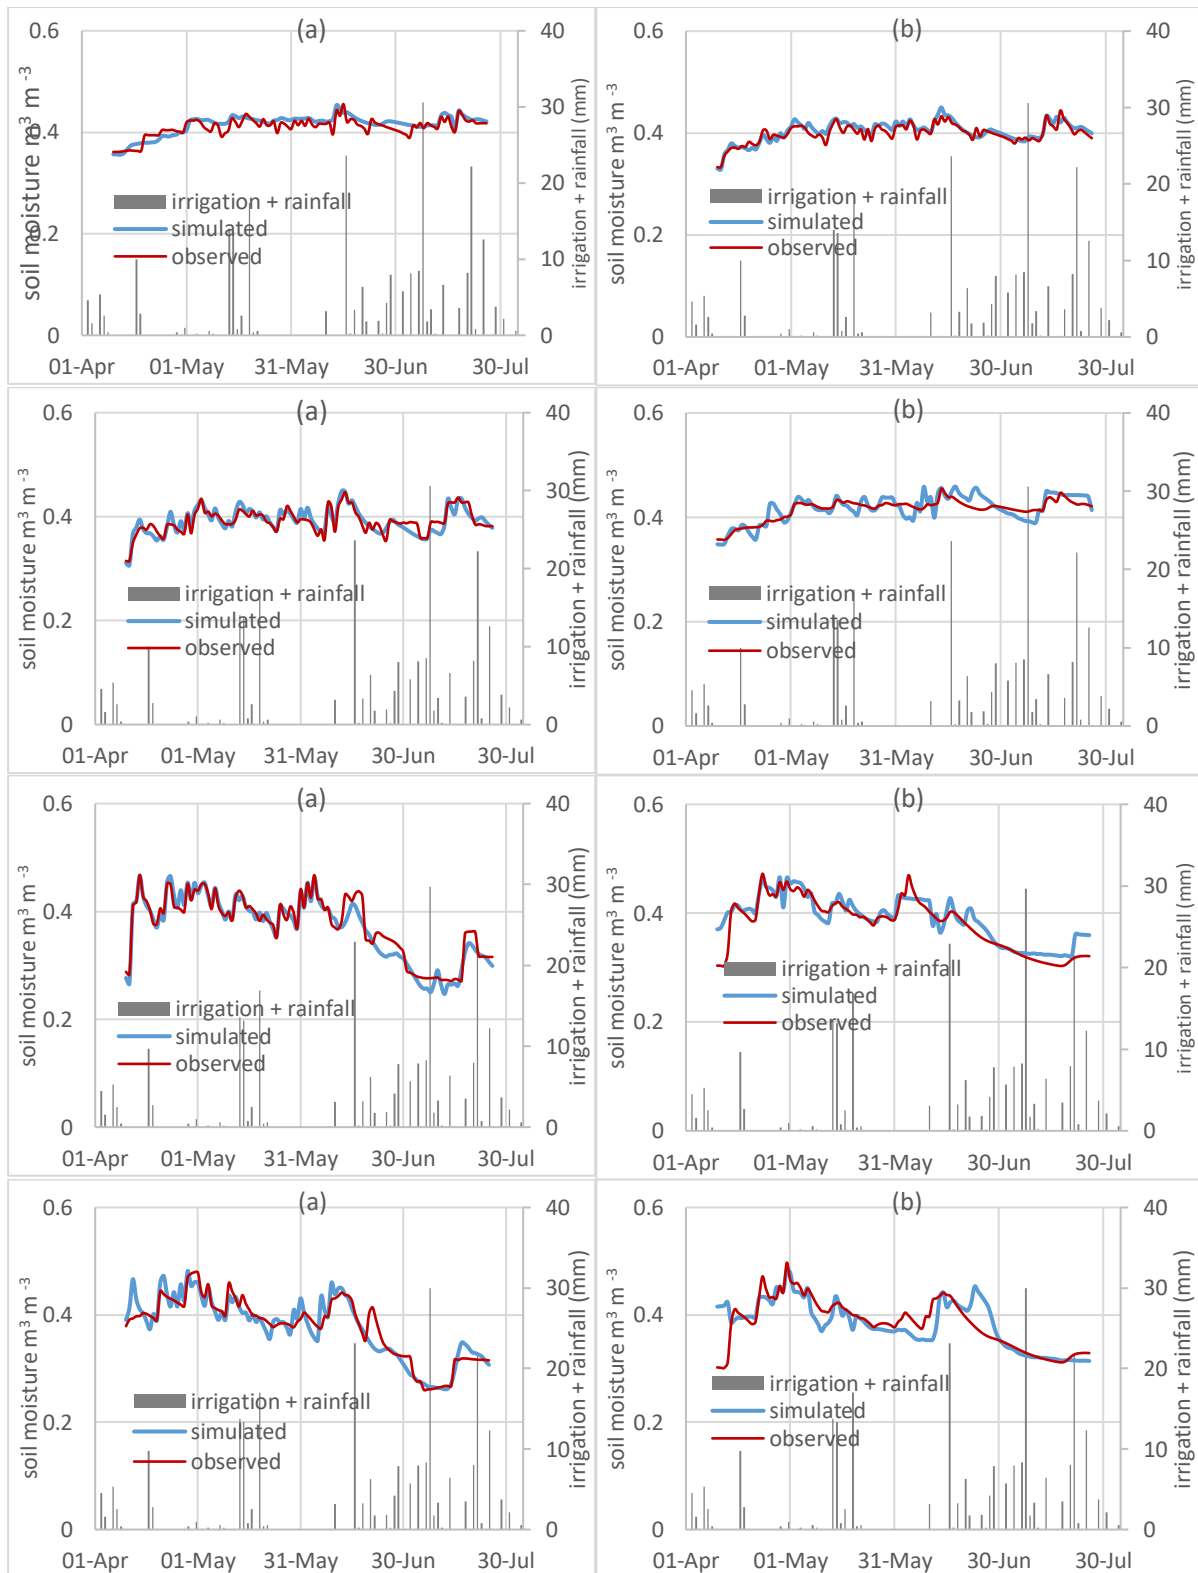 (a)
0.6
0.4
0.2
0
40
30
20
10
0
soil moisture m³ m ⁻³
irrigation + rainfall (mm)
irrigation + rainfall
simulated
observed
01-Apr 01-May 31-May 30-Jun 30-Jul
(b)
0.6
0.4
0.2
0
40
30
20
10
0
soil moisture m³ m ⁻³
irrigation + rainfall (mm)
irrigation + rainfall
simulated
observed
01-Apr 01-May 31-May 30-Jun 30-Jul
(a)
0.6
0.4
0.2
0
40
30
20
10
0
soil moisture m³ m ⁻³
irrigation + rainfall (mm)
irrigation + rainfall
simulated
observed
01-Apr 01-May 31-May 30-Jun 30-Jul
(b)
0.6
0.4
0.2
0
40
30
20
10
0
soil moisture m³ m ⁻³
irrigation + rainfall (mm)
irrigation + rainfall
simulated
observed
01-Apr 01-May 31-May 30-Jun 30-Jul
(a)
0.6
0.4
0.2
0
40
30
20
10
0
soil moisture m³ m ⁻³
irrigation + rainfall (mm)
irrigation + rainfall
simulated
observed
01-Apr 01-May 31-May 30-Jun 30-Jul
(b)
0.6
0.4
0.2
0
40
30
20
10
0
soil moisture m³ m ⁻³
irrigation + rainfall (mm)
irrigation + rainfall
simulated
observed
01-Apr 01-May 31-May 30-Jun 30-Jul
(a)
0.6
0.4
0.2
0
40
30
20
10
0
soil moisture m³ m ⁻³
irrigation + rainfall (mm)
irrigation + rainfall
simulated
observed
01-Apr 01-May 31-May 30-Jun 30-Jul
(b)
0.6
0.4
0.2
0
40
30
20
10
0
soil moisture m³ m ⁻³
irrigation + rainfall (mm)
irrigation + rainfall
simulated
observed
01-Apr 01-May 31-May 30-Jun 30-Jul